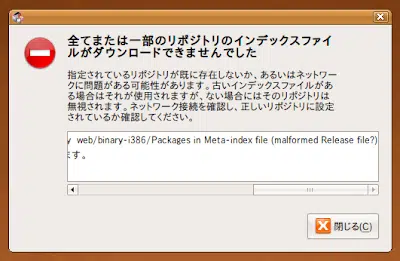 全てまたは一部のリポジトリのインデックスファイ
ルがダウンロードできませんでした
指定されているリポジトリが既に存在しないか、あるいはネットワー
クに問題がある可能性があります。古いインデックスファイルがあ
る場合はそれが使用されますが、ない場合にはそのリポジトリは
無視されます。ネットワーク接続を確認し、正しいリポジトリに設定
されているか確認してください。
y web/binary-i386/Packages in Meta-index file (malformed Release file?)
ます。
閉じる(C)